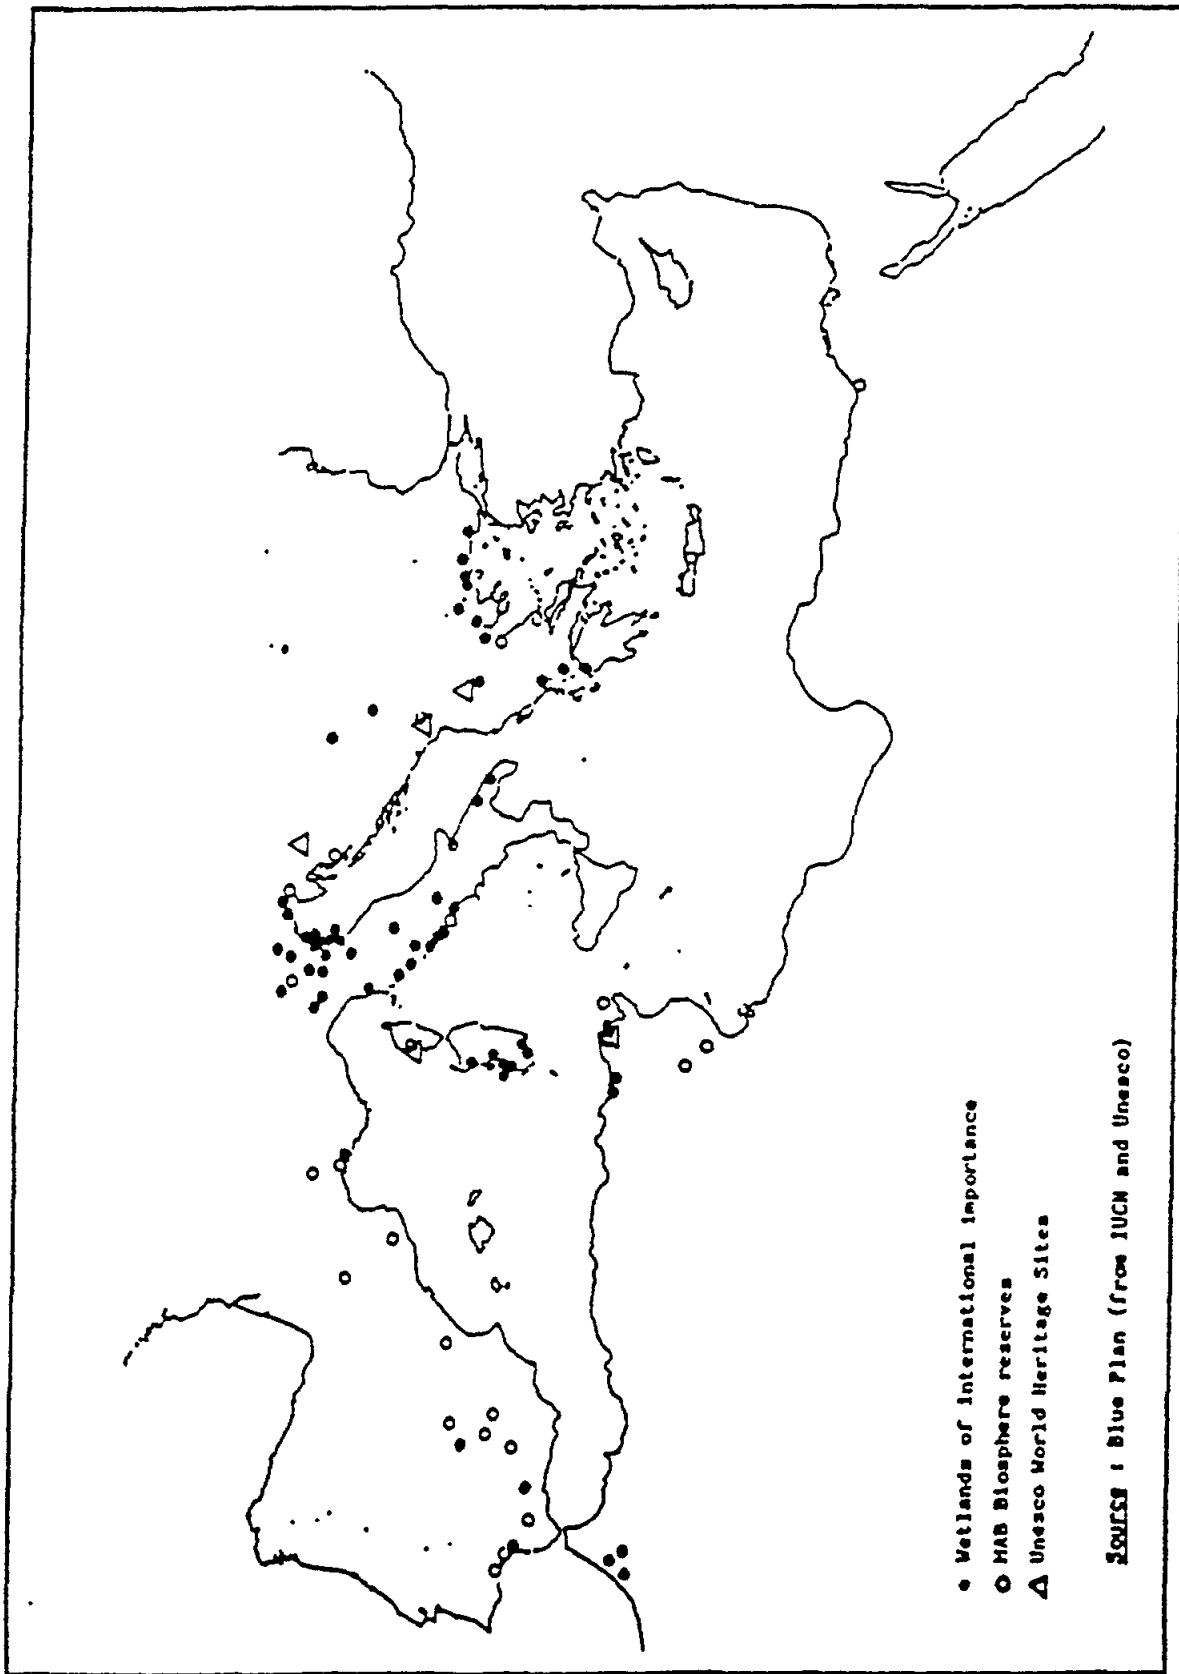 ● Wetlands of international importance
O MAB Biosphere reserves
△ Unesco World Heritage Sites
Source : Blue Plan (from IUCN and Unesco)